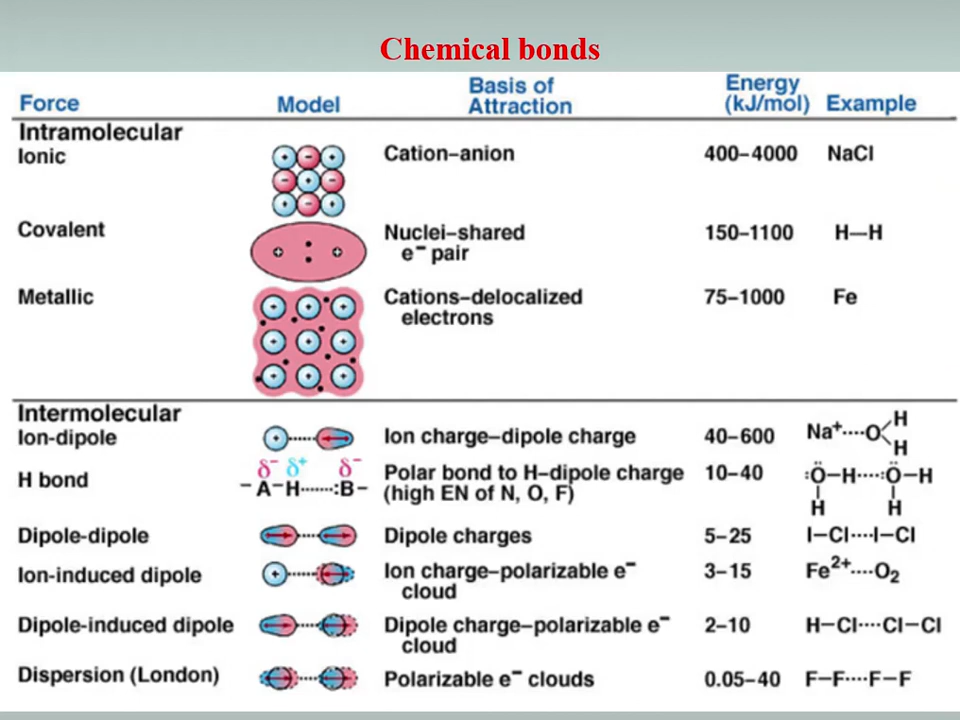 Chemical bonds
Force Model Basis of Attraction Energy (kJ/mol) Example
Intramolecular
Ionic Cation–anion 400–4000 NaCl
Covalent Nuclei–shared e⁻ pair 150–1100 H—H
Metallic Cations–delocalized electrons 75–1000 Fe
Intermolecular
Ion-dipole Ion charge–dipole charge 40–600 Na⁺····O H H
H bond δ⁻ δ⁺ δ⁻ –A–H·······:B– Polar bond to H–dipole charge (high EN of N, O, F) 10–40 :Ö–H····:Ö–H H H
Dipole-dipole Dipole charges 5–25 I–Cl····I–Cl
Ion-induced dipole Ion charge–polarizable e⁻ cloud 3–15 Fe²⁺····O₂
Dipole-induced dipole Dipole charge–polarizable e⁻ cloud 2–10 H–Cl····Cl–Cl
Dispersion (London) Polarizable e⁻ clouds 0.05–40 F–F····F–F